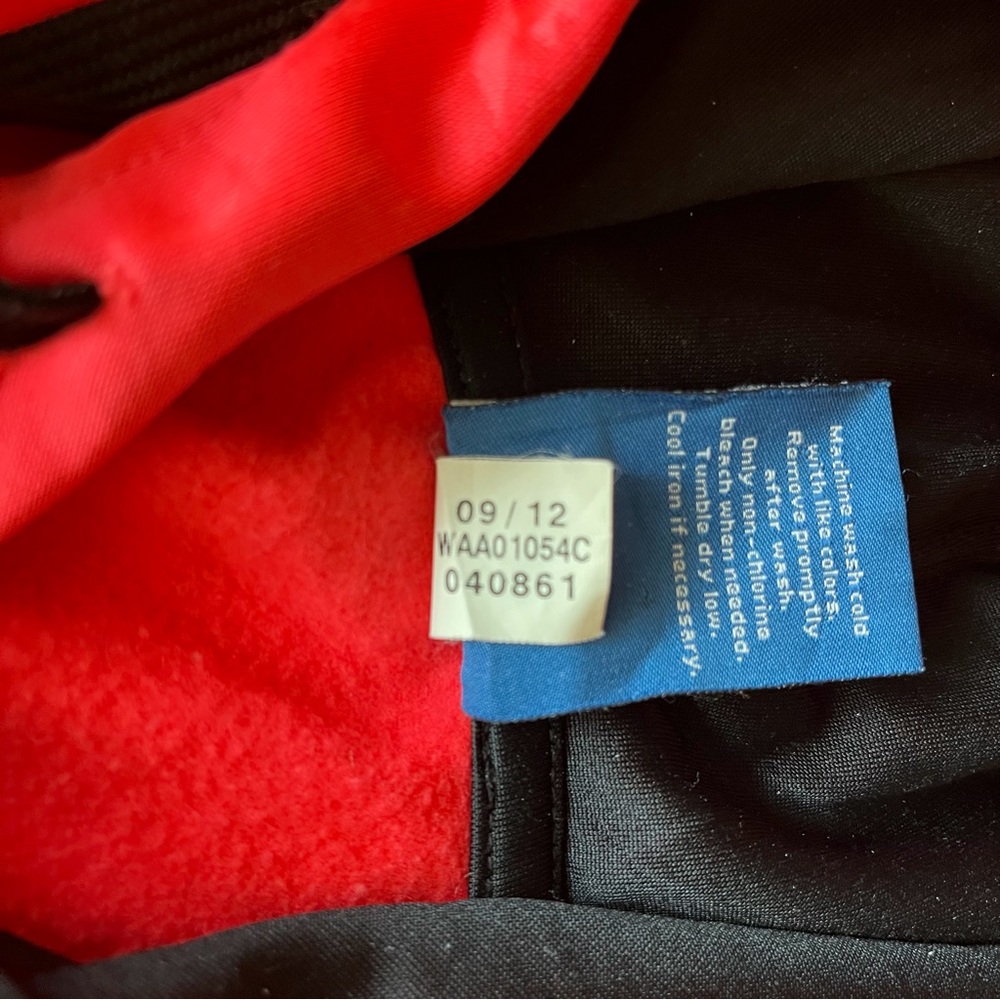 09/12
WAA01054C
040861
Machine wash cold
with like colors.
Remove promptly
after wash.
Only non-chlorine
bleach when needed.
Tumble dry low.
Cool iron if necessary.